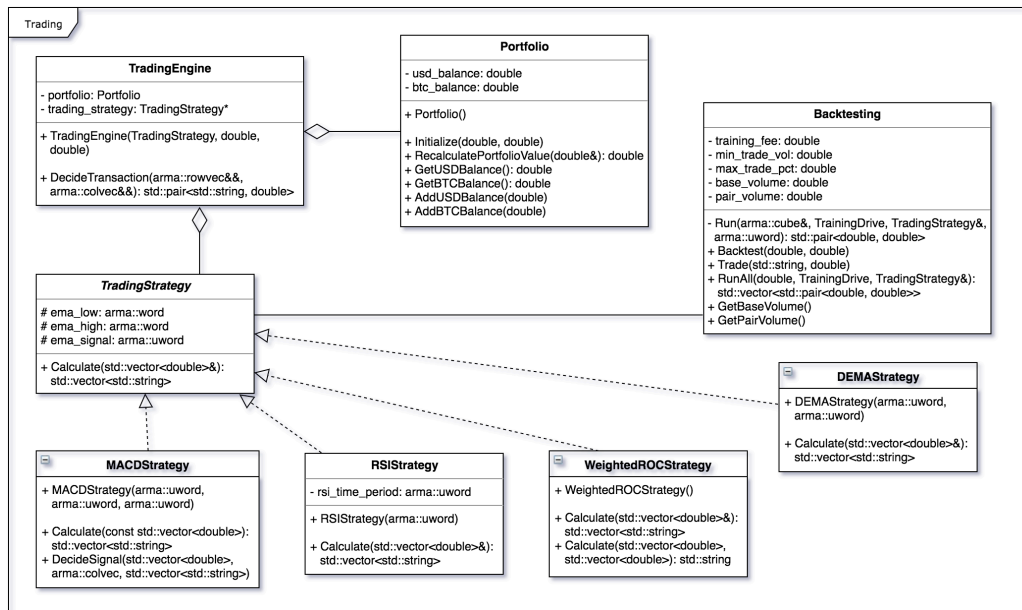 Trading
TradingEngine
- portfolio: Portfolio
- trading_strategy: TradingStrategy*
+ TradingEngine(TradingStrategy, double,
double)
+ DecideTransaction(arma::rowvec&&,
arma::colvec&&): std::pair<std::string, double>
Portfolio
- usd_balance: double
- btc_balance: double
+ Portfolio()
+ Initialize(double, double)
+ RecalculatePortfolioValue(double&): double
+ GetUSDBalance(): double
+ GetBTCBalance(): double
+ AddUSDBalance(double)
+ AddBTCBalance(double)
Backtesting
- training_fee: double
- min_trade_vol: double
- max_trade_pct: double
- base_volume: double
- pair_volume: double
- Run(arma::cube&, TrainingDrive, TradingStrategy&,
arma::uword): std::pair<double, double>
+ Backtest(double, double)
+ Trade(std::string, double)
+ RunAll(double, TrainingDrive, TradingStrategy&):
std::vector<std::pair<double, double>>
+ GetBaseVolume()
+ GetPairVolume()
TradingStrategy
# ema_low: arma::word
# ema_high: arma::word
# ema_signal: arma::uword
+ Calculate(std::vector<double>&):
std::vector<std::string>
DEMAStrategy
+ DEMAStrategy(arma::uword,
arma::uword)
+ Calculate(std::vector<double>&):
std::vector<std::string>
MACDStrategy
+ MACDStrategy(arma::uword,
arma::uword, arma::uword)
+ Calculate(const std::vector<double>):
std::vector<std::string>
+ DecideSignal(std::vector<double>,
arma::colvec, std::vector<std::string>)
RSIStrategy
- rsi_time_period: arma::uword
+ RSIStrategy(arma::uword)
+ Calculate(std::vector<double>&):
std::vector<std::string>
WeightedROCStrategy
+ WeightedROCStrategy()
+ Calculate(std::vector<double>&):
std::vector<std::string>
+ Calculate(std::vector<double>,
std::vector<double>): std::string